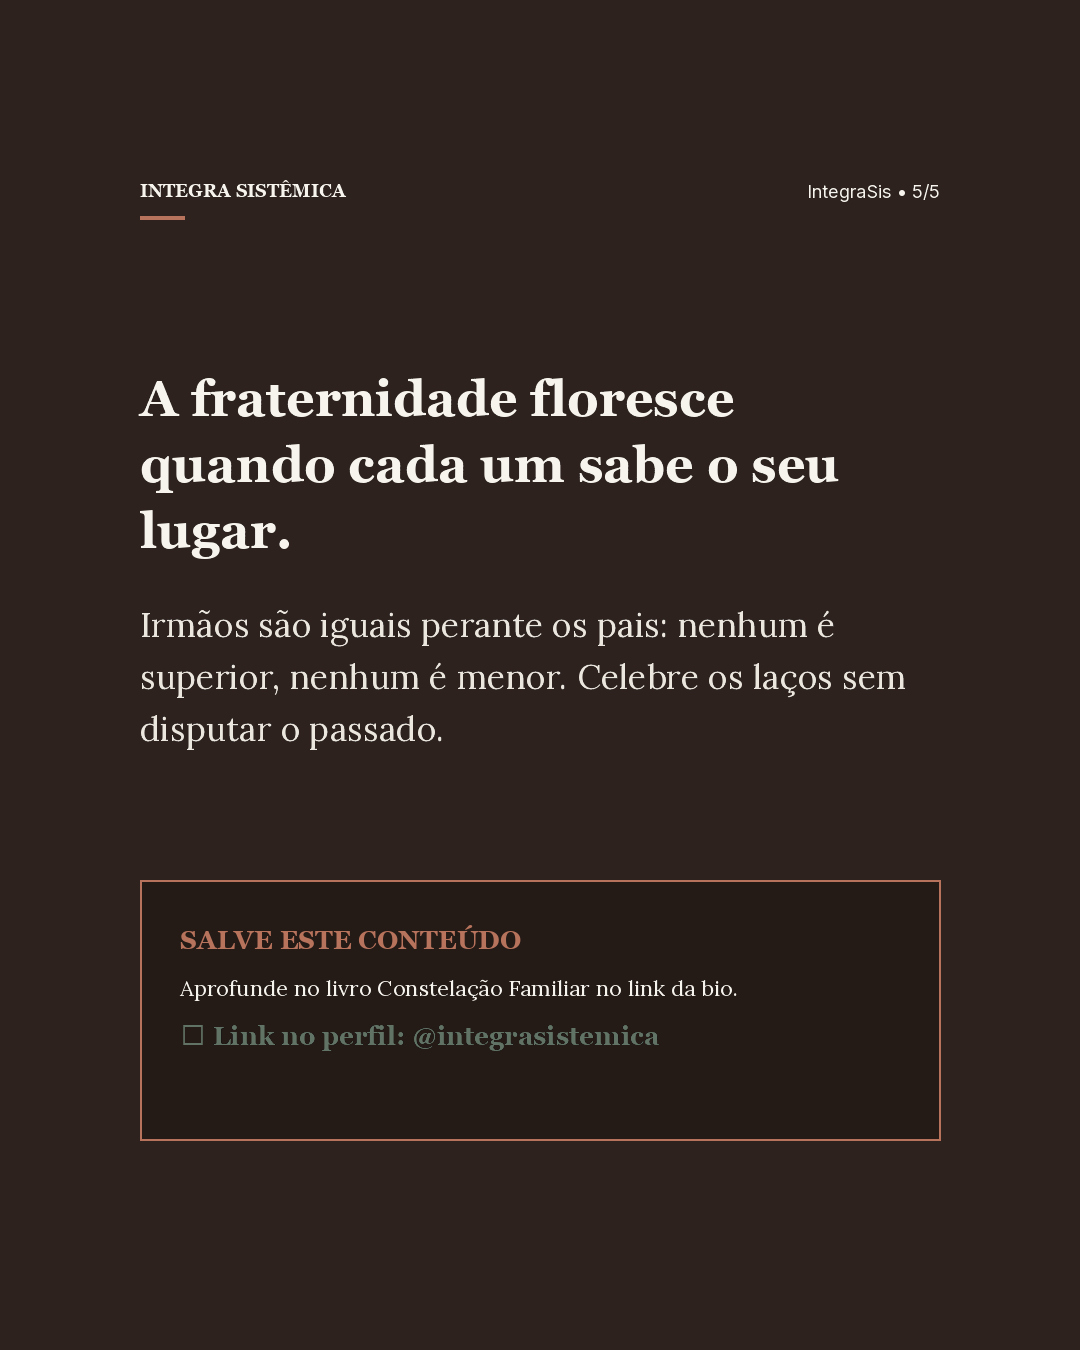 INTEGRA SISTÊMICA
IntegraSis • 5/5
A fraternidade floresce
quando cada um sabe o seu
lugar.
Irmãos são iguais perante os pais: nenhum é
superior, nenhum é menor. Celebre os laços sem
disputar o passado.
SALVE ESTE CONTEÚDO
Aprofunde no livro Constelação Familiar no link da bio.
☐ Link no perfil: @integrasistemica